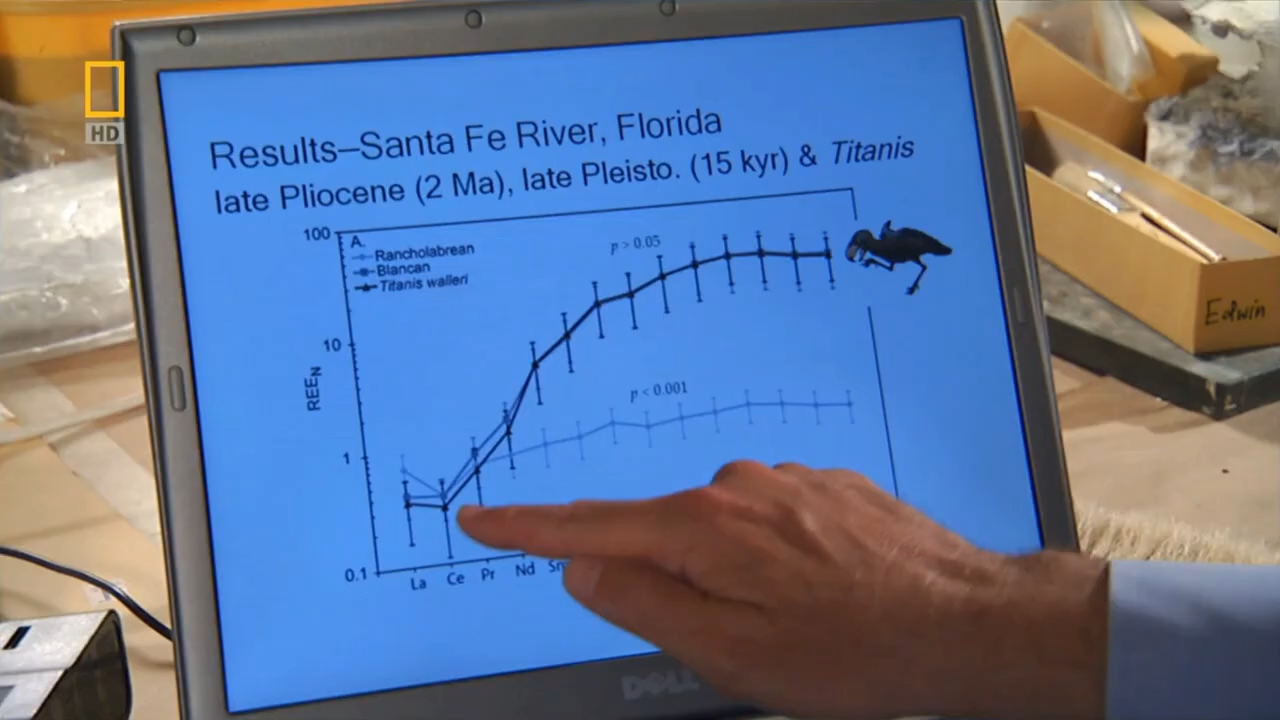 HD
Results–Santa Fe River, Florida
late Pliocene (2 Ma), late Pleisto. (15 kyr) & Titanis
100
A.
Rancholabrean
Blancan
Titanis walleri
p > 0.05
10
REEN
p < 0.001
1
0.1
La Ce Pr Nd
Edwin
DELL